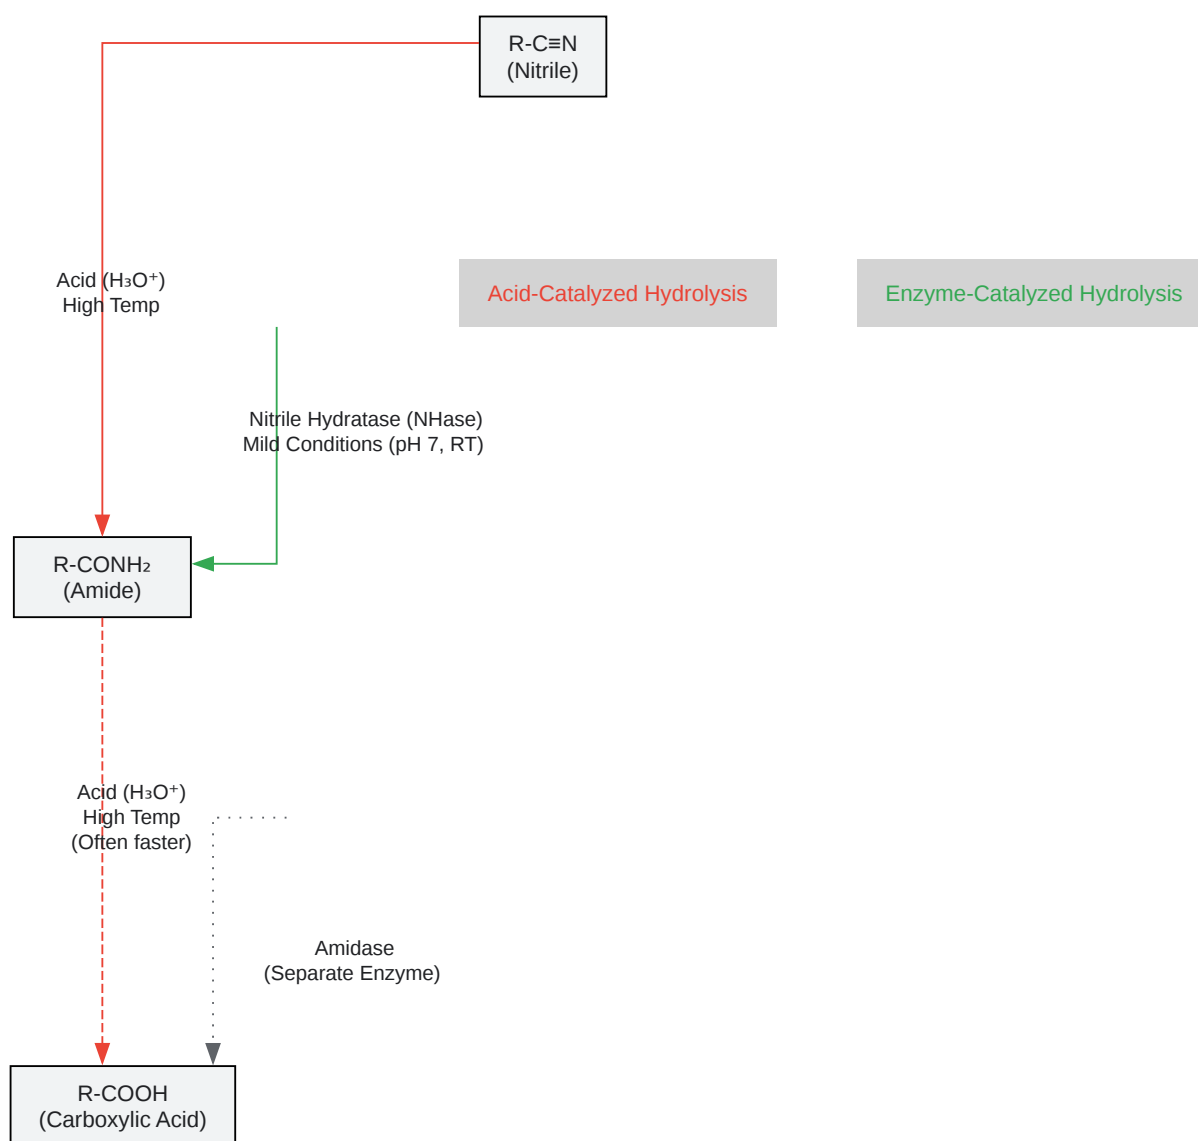 R-C≡N
(Nitrile)
Acid (H₃O⁺)
High Temp
Acid-Catalyzed Hydrolysis
Enzyme-Catalyzed Hydrolysis
Nitrile Hydratase (NHase)
Mild Conditions (pH 7, RT)
R-CONH₂
(Amide)
Acid (H₃O⁺)
High Temp
(Often faster)
Amidase
(Separate Enzyme)
R-COOH
(Carboxylic Acid)